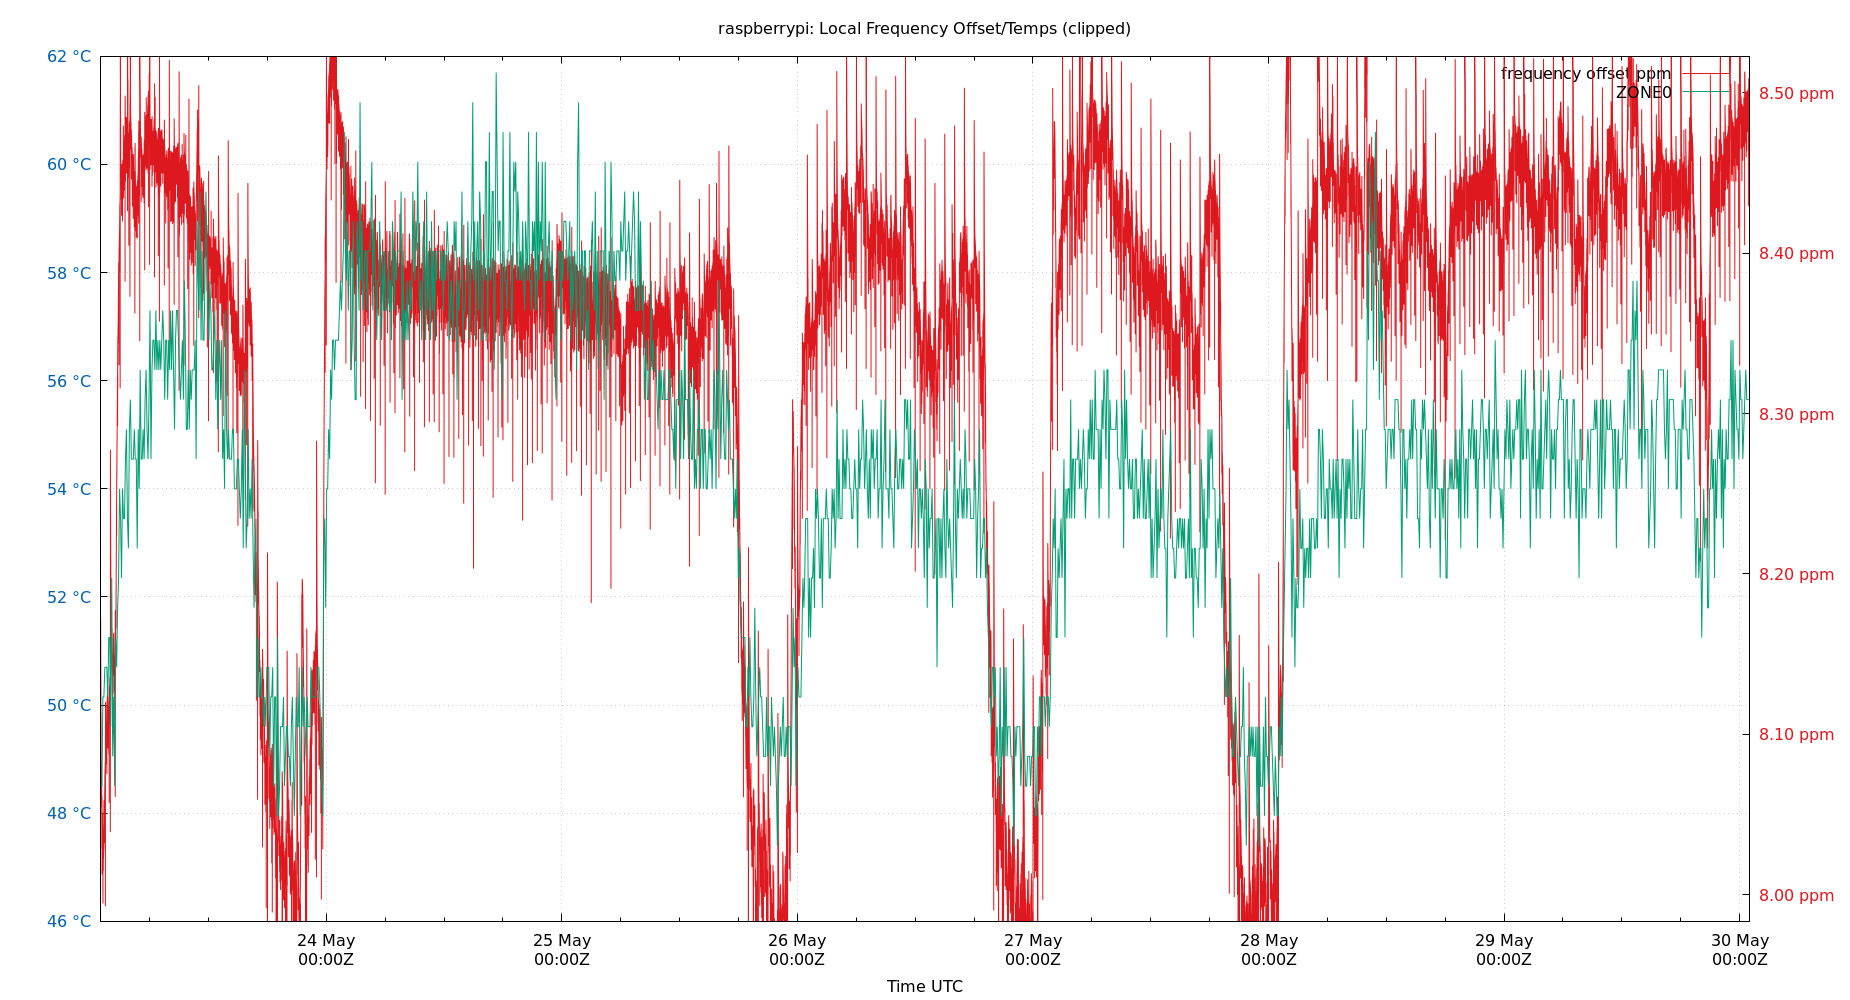 raspberrypi: Local Frequency Offset/Temps (clipped)
62 °C
60 °C
58 °C
56 °C
54 °C
52 °C
50 °C
48 °C
46 °C
frequency offset ppm
ZONE0
8.50 ppm
8.40 ppm
8.30 ppm
8.20 ppm
8.10 ppm
8.00 ppm
24 May
00:00Z
25 May
00:00Z
26 May
00:00Z
27 May
00:00Z
28 May
00:00Z
29 May
00:00Z
30 May
00:00Z
Time UTC